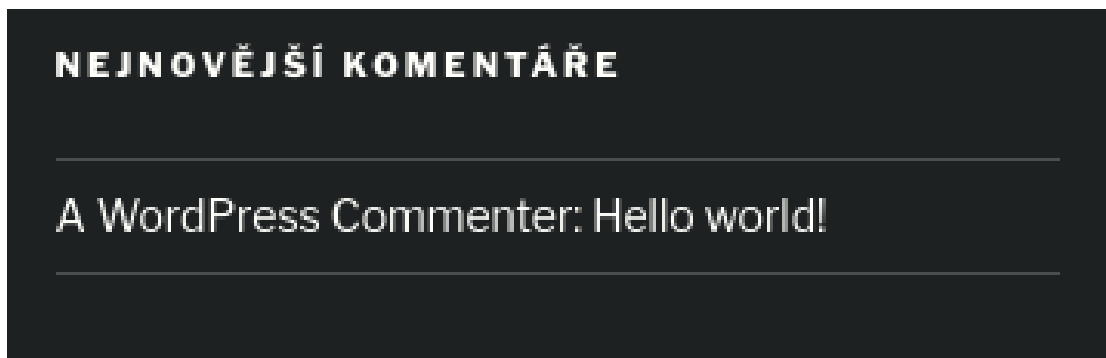 NEJNOVĚJŠÍ KOMENTÁŘE
A WordPress Commenter: Hello world!